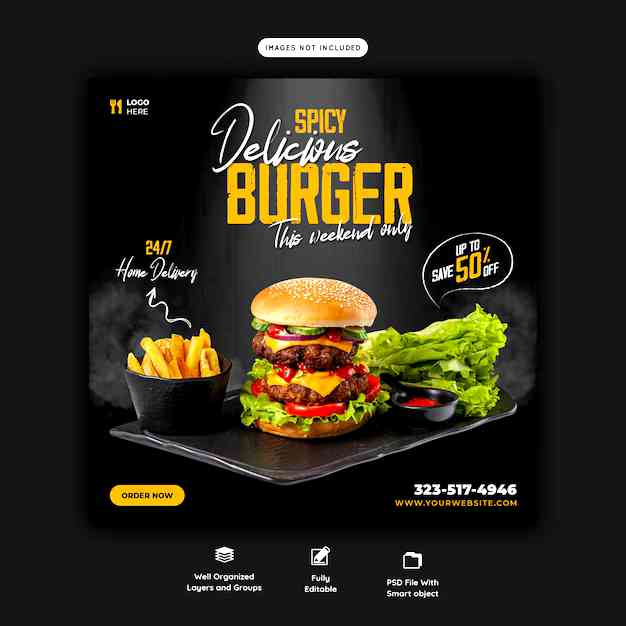 IMAGES NOT INCLUDED
LOGO
HERE
SPICY
Delicious
BURGER
This weekend only
24/7
Home Delivery
UP TO
SAVE 50% OFF
ORDER NOW
323-517-4946
WWW.YOURWEBSITE.COM
Well Organized
Layers and Groups
Fully
Editable
PSD File With
Smart object